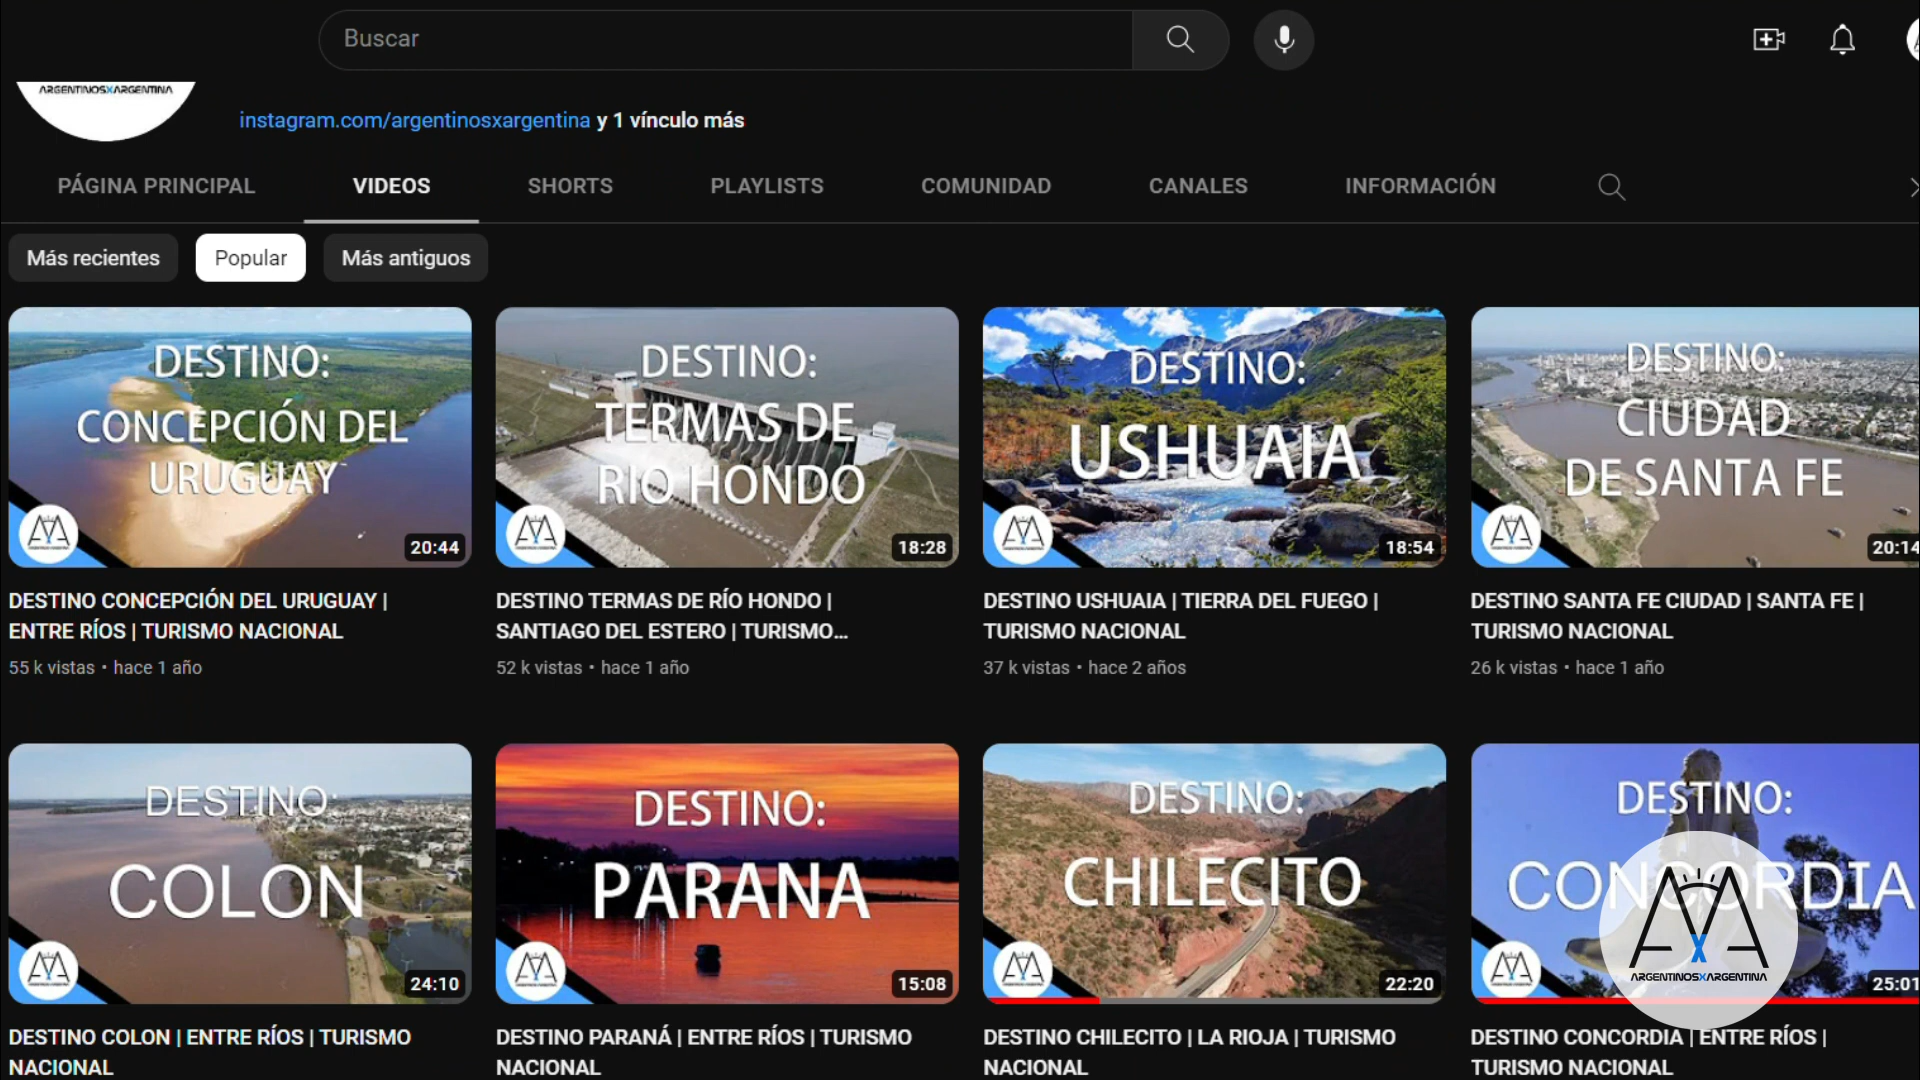 Buscar
ARGENTINOSXARGENTINA
instagram.com/argentinosxargentina y 1 vínculo más
PÁGINA PRINCIPAL VIDEOS SHORTS PLAYLISTS COMUNIDAD CANALES INFORMACIÓN
Más recientes Popular Más antiguos
DESTINO:
CONCEPCIÓN DEL
URUGUAY
20:44
DESTINO:
TERMAS DE
RIO HONDO
18:28
DESTINO:
USHUAIA
18:54
DESTINO:
CIUDAD
DE SANTA FE
20:14
DESTINO CONCEPCIÓN DEL URUGUAY |
ENTRE RÍOS | TURISMO NACIONAL
55 k vistas • hace 1 año
DESTINO TERMAS DE RÍO HONDO |
SANTIAGO DEL ESTERO | TURISMO...
52 k vistas • hace 1 año
DESTINO USHUAIA | TIERRA DEL FUEGO |
TURISMO NACIONAL
37 k vistas • hace 2 años
DESTINO SANTA FE CIUDAD | SANTA FE |
TURISMO NACIONAL
26 k vistas • hace 1 año
DESTINO:
COLON
24:10
DESTINO:
PARANA
15:08
DESTINO:
CHILECITO
22:20
DESTINO:
CONCORDIA
25:01
AXA
ARGENTINOSXARGENTINA
DESTINO COLON | ENTRE RÍOS | TURISMO
NACIONAL
DESTINO PARANÁ | ENTRE RÍOS | TURISMO
NACIONAL
DESTINO CHILECITO | LA RIOJA | TURISMO
NACIONAL
DESTINO CONCORDIA | ENTRE RÍOS |
TURISMO NACIONAL